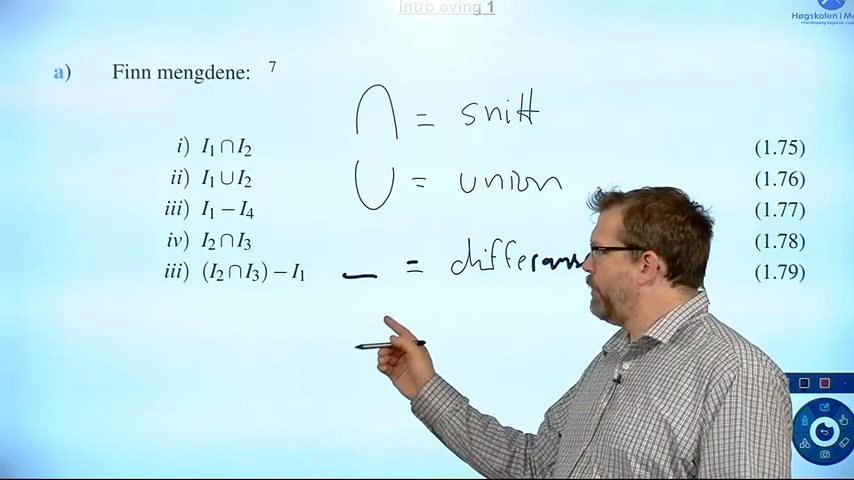 Intro øving 1
Høgskolen i Mo
a) Finn mengdene: 7
∩ = snitt
i) I₁ ∩ I₂ (1.75)
ii) I₁ ∪ I₂ (1.76)
∪ = union
iii) I₁ − I₄ (1.77)
iv) I₂ ∩ I₃ (1.78)
iii) (I₂ ∩ I₃) − I₁ (1.79)
− = differans